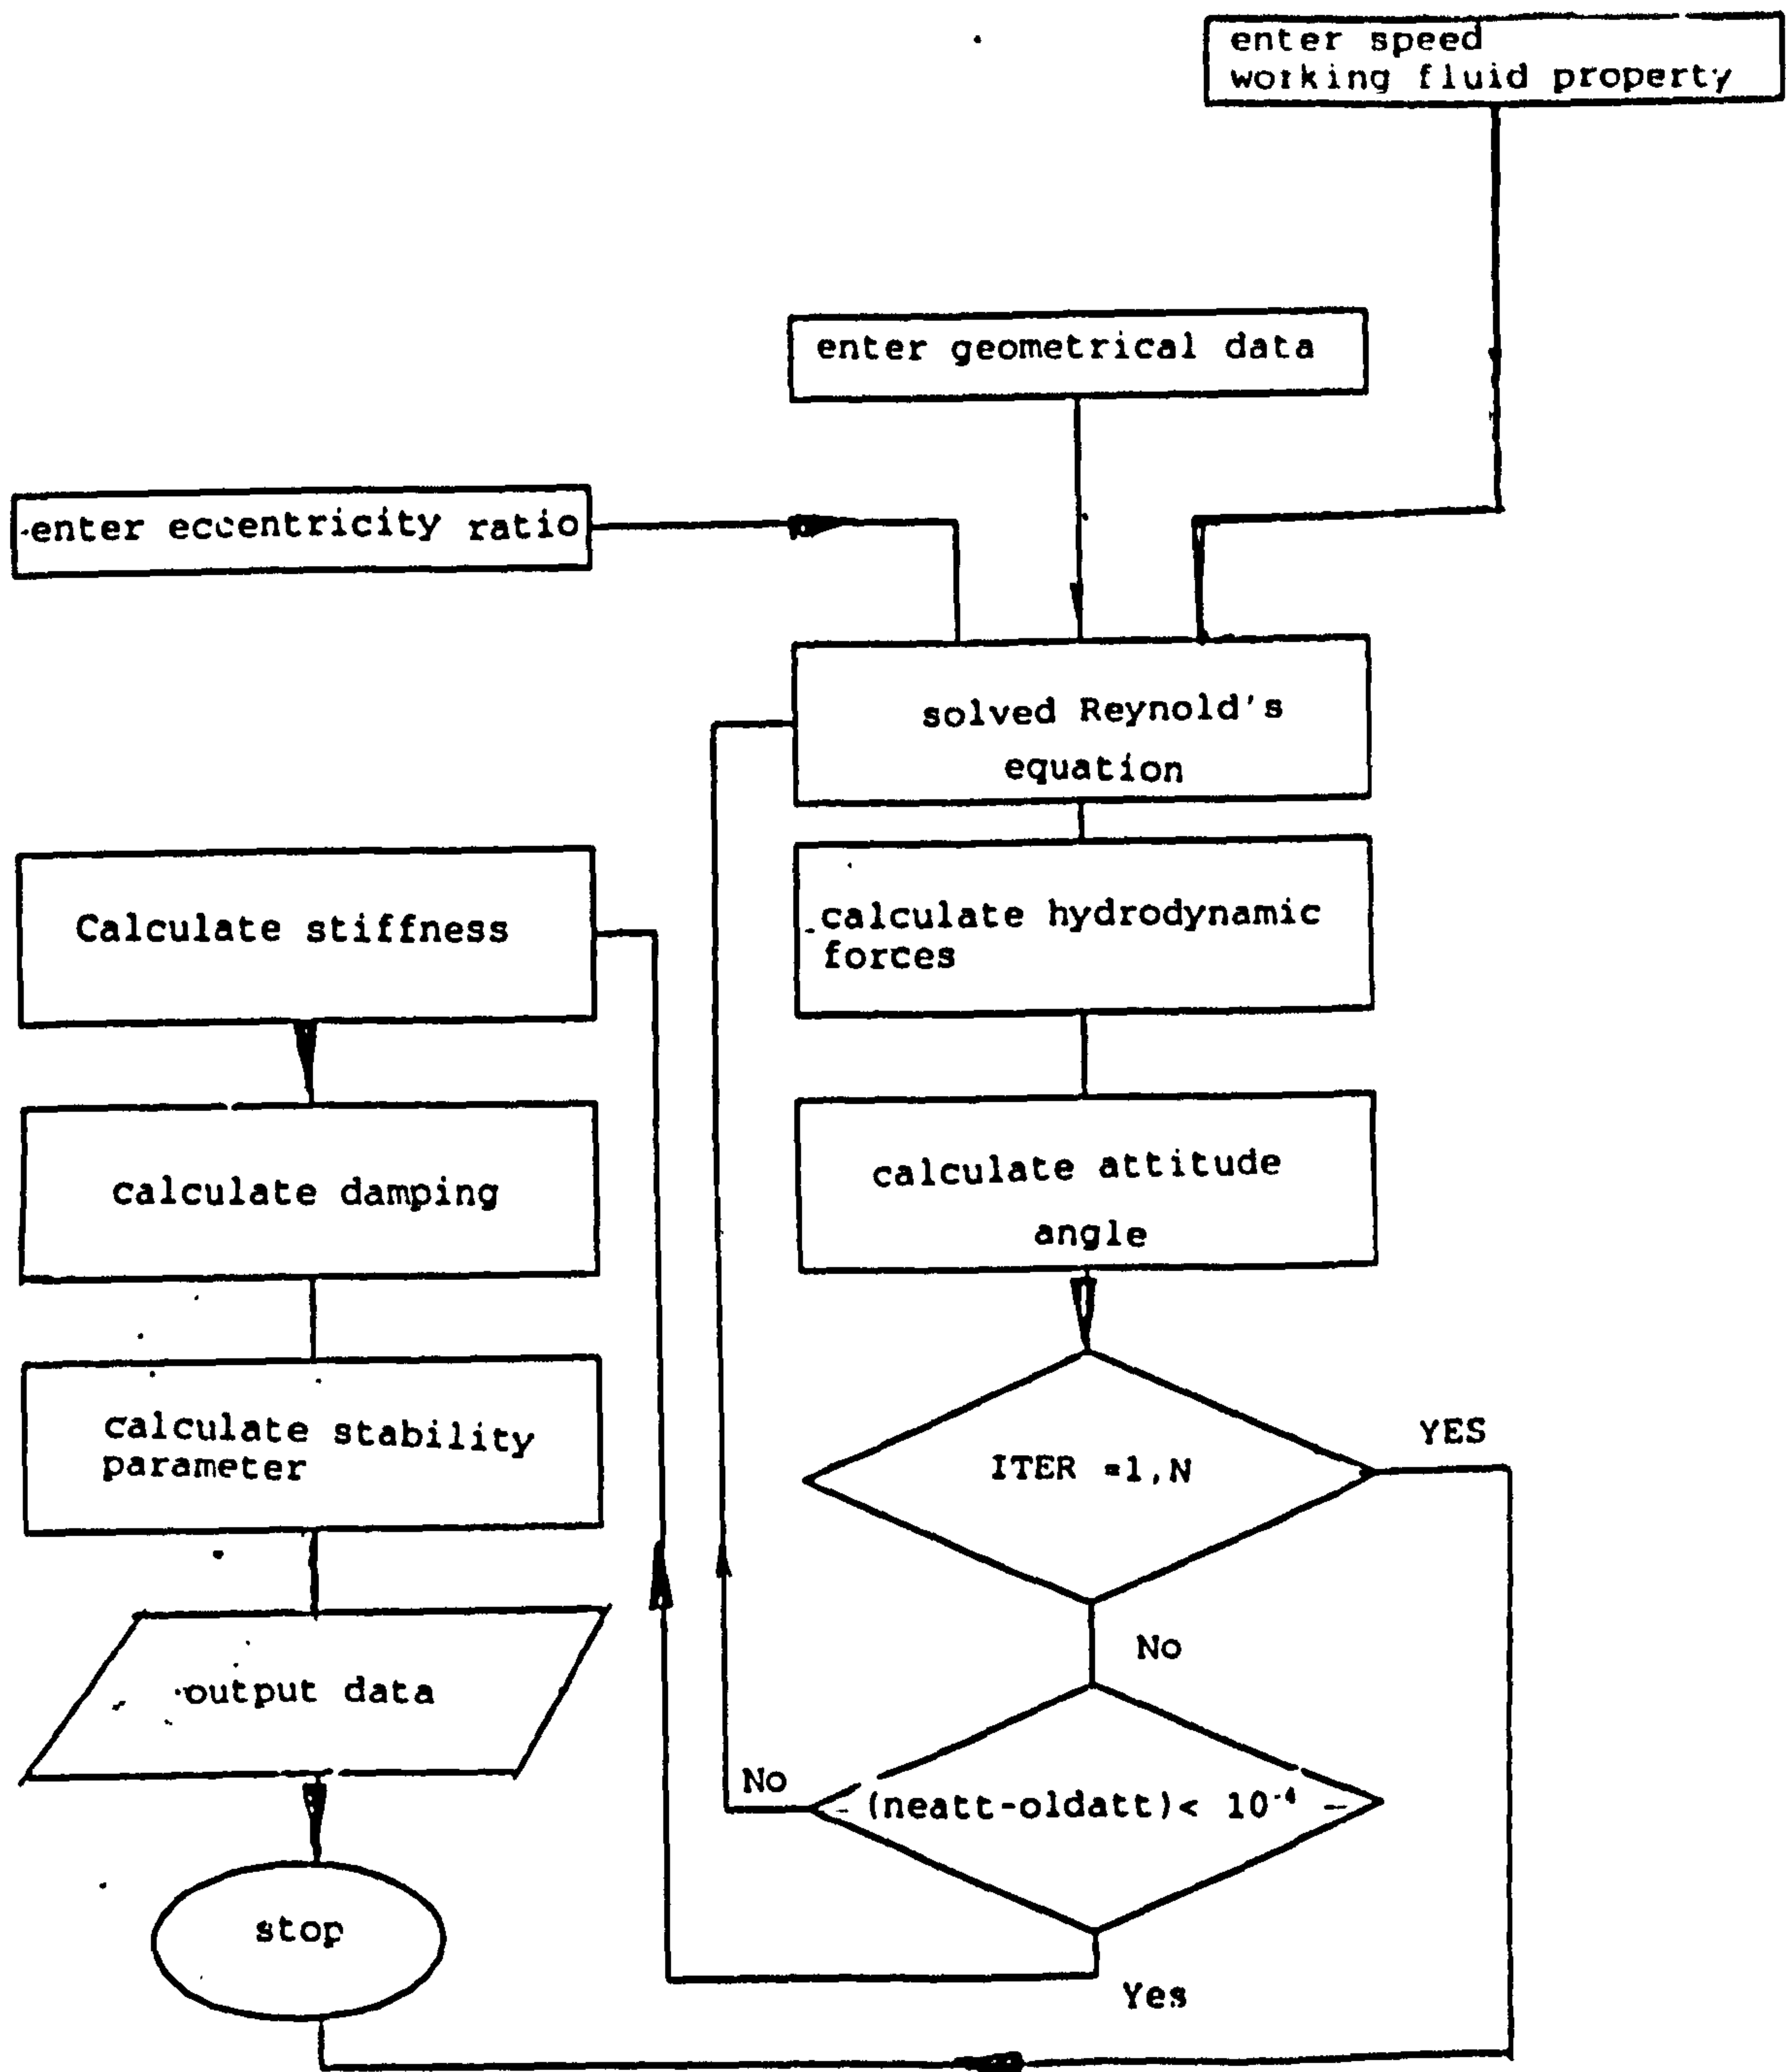 enter speed
working fluid property
enter geometrical data
enter eccentricity ratio
solved Reynold's
equation
calculate hydrodynamic
forces
calculate attitude
angle
ITER =1,N
YES
No
(neatt-oldatt)< 10⁻⁴
No
Yes
Calculate stiffness
calculate damping
calculate stability
parameter
output data
stop